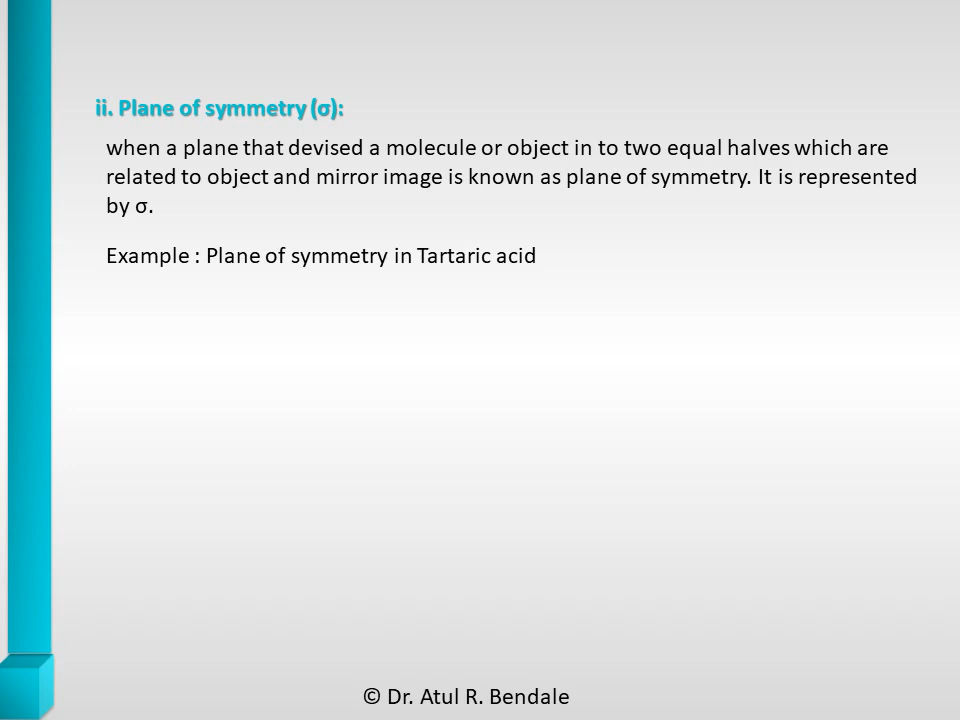 ii. Plane of symmetry (σ):
when a plane that devised a molecule or object in to two equal halves which are
related to object and mirror image is known as plane of symmetry. It is represented
by σ.
Example : Plane of symmetry in Tartaric acid
© Dr. Atul R. Bendale